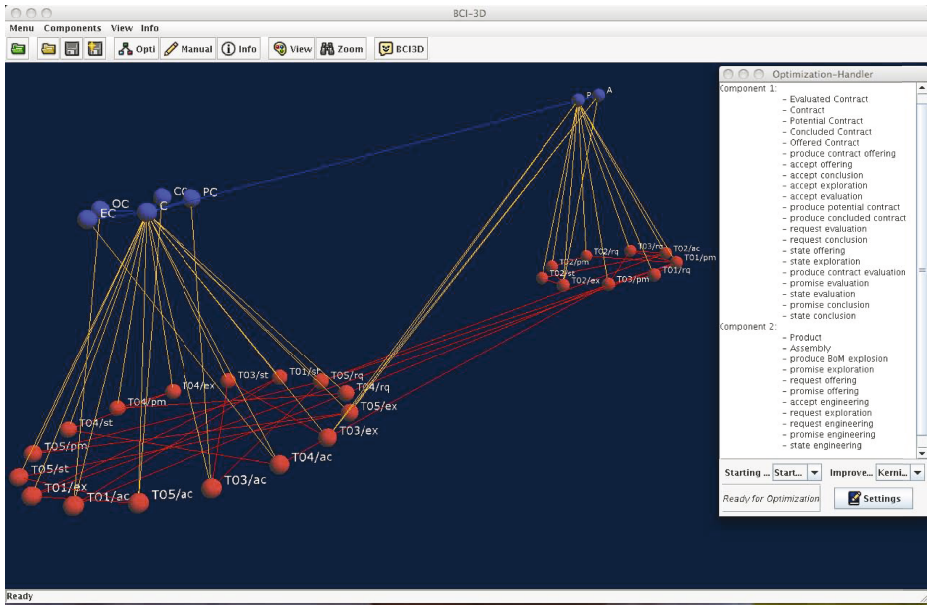 BCI-3D
Menu Components View Info
Opti Manual Info View Zoom BCI3D
Optimization-Handler
Component 1:
- Evaluated Contract
- Contract
- Potential Contract
- Concluded Contract
- Offered Contract
- produce contract offering
- accept offering
- accept conclusion
- accept exploration
- accept evaluation
- produce potential contract
- produce concluded contract
- request evaluation
- request conclusion
- state offering
- state exploration
- produce contract evaluation
- promise evaluation
- state evaluation
- promise conclusion
- state conclusion
Component 2:
- Product
- Assembly
- produce BoM explosion
- promise exploration
- request offering
- promise offering
- accept engineering
- request exploration
- request engineering
- promise engineering
- state engineering
Starting ... Start... Improve... Kerni...
Ready for Optimization Settings
P A
CC PC
OC C
EC
T02/rq T03/rq T02/ac
T02/pm T01/pm
T02/st T01/rq
T02/ex T03/pm
T03/st T01/st T05/rq
T04/ex T04/rq
T04/pm T05/ex
T04/st T03/ex
T05/pm T04/ac
T05/st T03/ac
T01/ex T05/ac
T01/ac
Ready